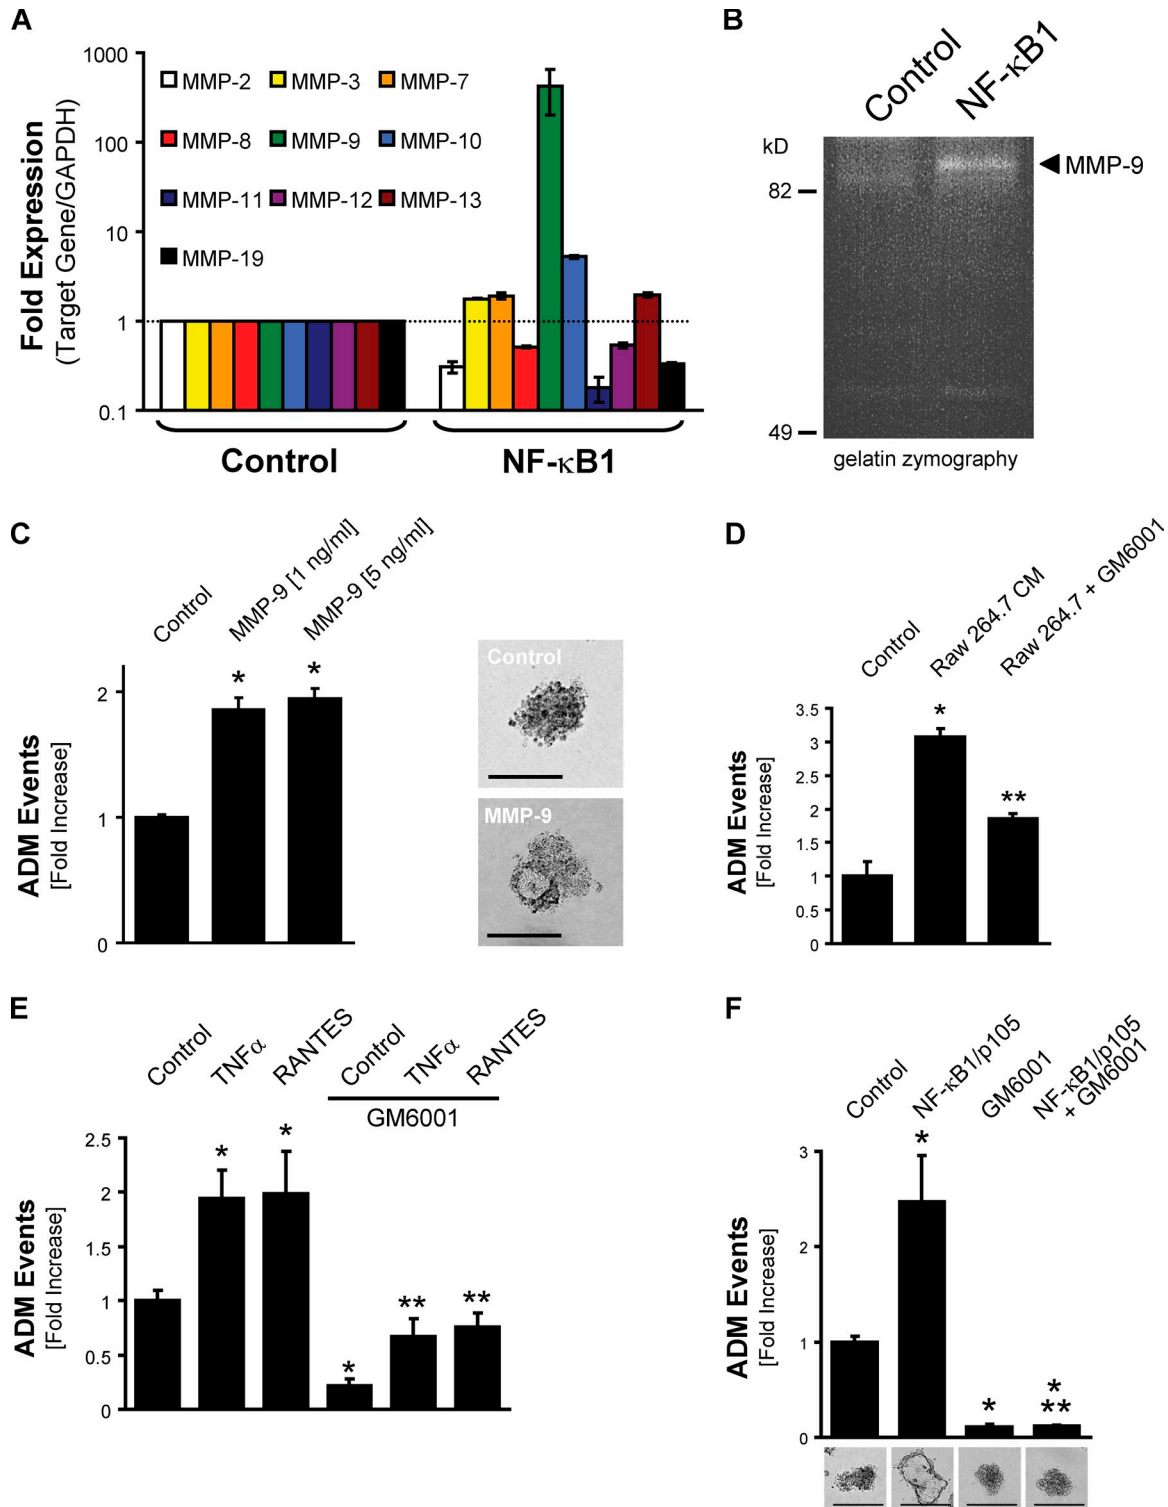 A
Fold Expression
(Target Gene/GAPDH)
1000
100
10
1
0.1
MMP-2 MMP-3 MMP-7
MMP-8 MMP-9 MMP-10
MMP-11 MMP-12 MMP-13
MMP-19
Control NF-κB1
B
Control NF-κB1
kD
82
49
MMP-9
gelatin zymography
C
Control MMP-9 [1 ng/ml] MMP-9 [5 ng/ml]
ADM Events
[Fold Increase]
2
1
0
* *
Control
MMP-9
D
Control Raw 264.7 CM Raw 264.7 + GM6001
ADM Events
[Fold Increase]
3.5
3
2.5
2
1.5
1
0.5
0
* **
E
Control TNFα RANTES Control TNFα RANTES
GM6001
ADM Events
[Fold Increase]
2.5
2
1.5
1
0.5
0
* * * ** **
F
Control NF-κB1/p105 GM6001 NF-κB1/p105
+ GM6001
ADM Events
[Fold Increase]
3
2
1
0
* * *
**